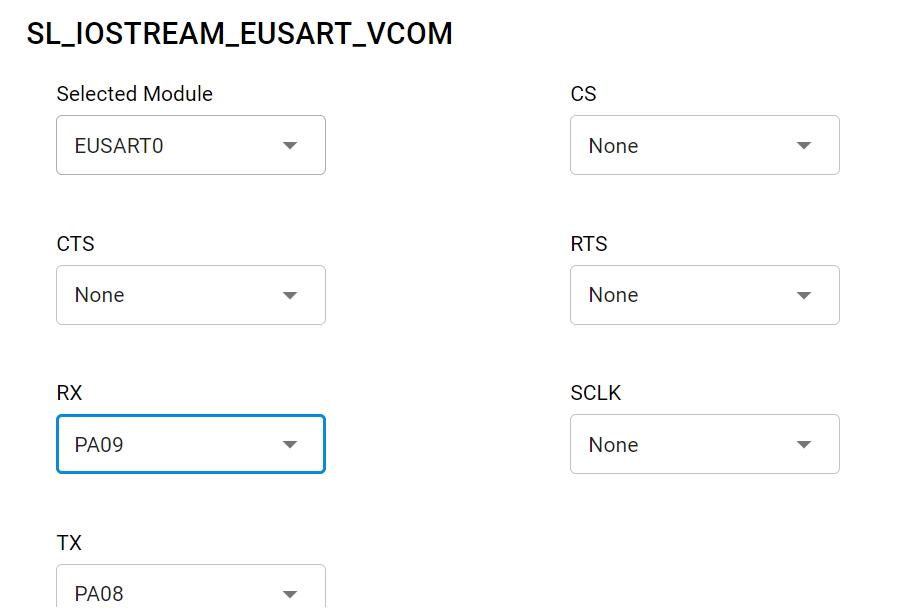 SL_IOSTREAM_EUSART_VCOM
Selected Module
EUSART0
CS
None
CTS
None
RTS
None
RX
PA09
SCLK
None
TX
PA08